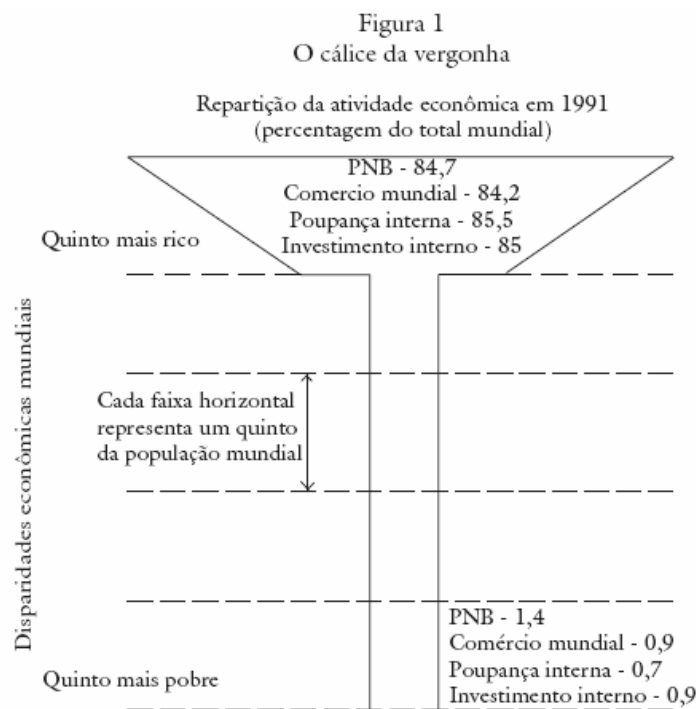 Figura 1
O cálice da vergonha
Repartição da atividade econômica em 1991
(percentagem do total mundial)
PNB - 84,7
Comercio mundial - 84,2
Poupança interna - 85,5
Investimento interno - 85
Quinto mais rico
Disparidades econômicas mundiais
Cada faixa horizontal
representa um quinto
da população mundial
PNB - 1,4
Comércio mundial - 0,9
Poupança interna - 0,7
Investimento interno - 0,9
Quinto mais pobre